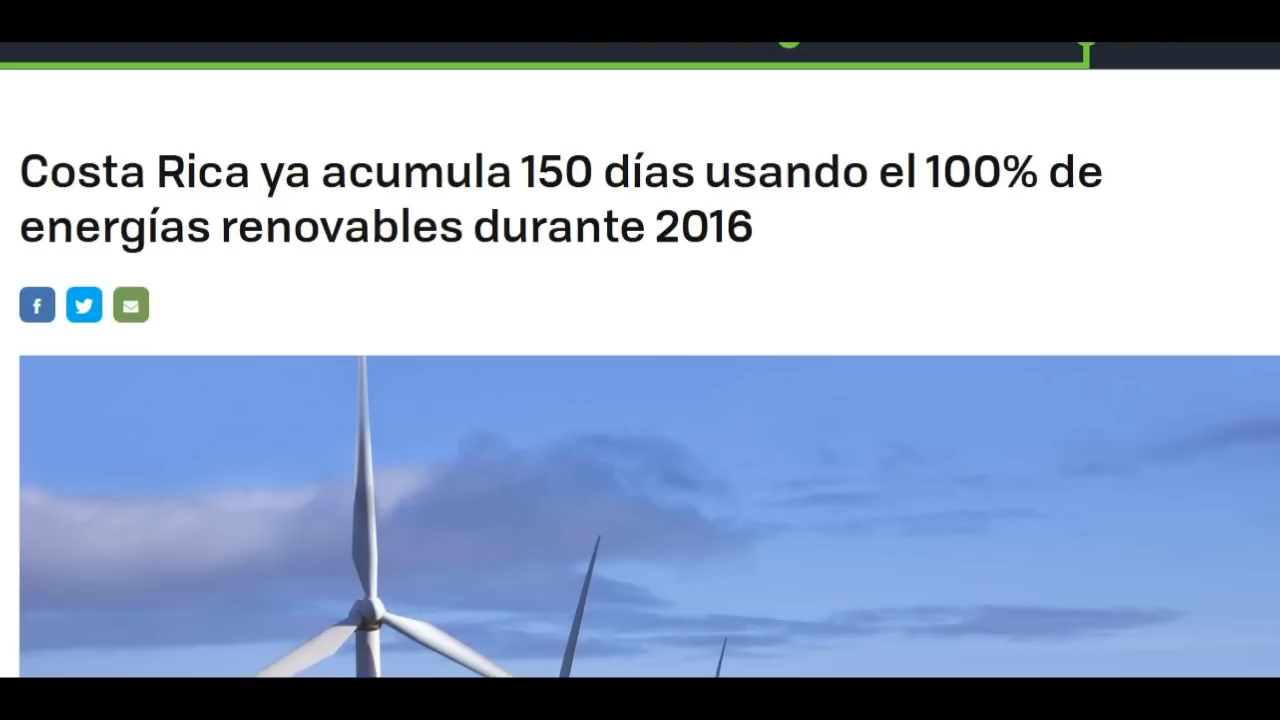 Costa Rica ya acumula 150 días usando el 100% de
energías renovables durante 2016